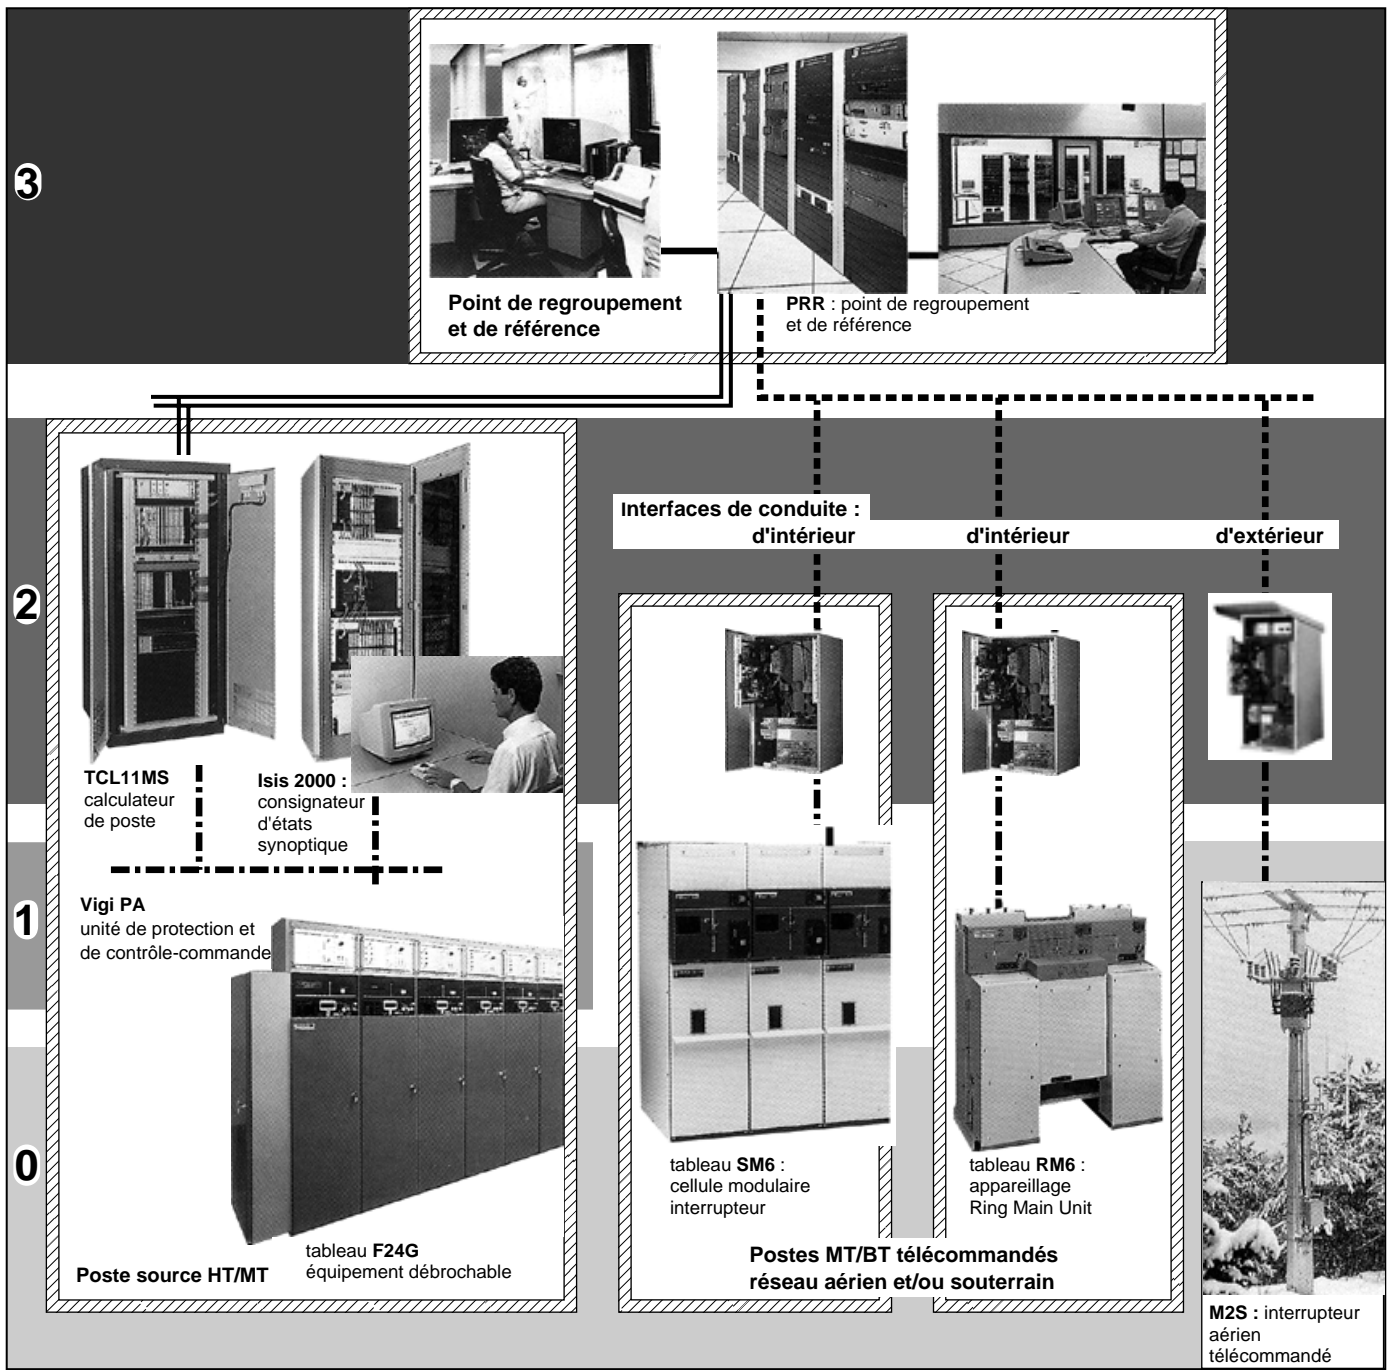 3
Point de regroupement
et de référence
PRR : point de regroupement
et de référence
2
Interfaces de conduite :
d'intérieur
d'intérieur
d'extérieur
TCL11MS
calculateur
de poste
Isis 2000 :
consignateur
d'états
synoptique
1
Vigi PA
unité de protection et
de contrôle-commande
0
tableau F24G
équipement débrochable
Poste source HT/MT
tableau SM6 :
cellule modulaire
interrupteur
tableau RM6 :
appareillage
Ring Main Unit
Postes MT/BT télécommandés
réseau aérien et/ou souterrain
M2S : interrupteur
aérien
télécommandé